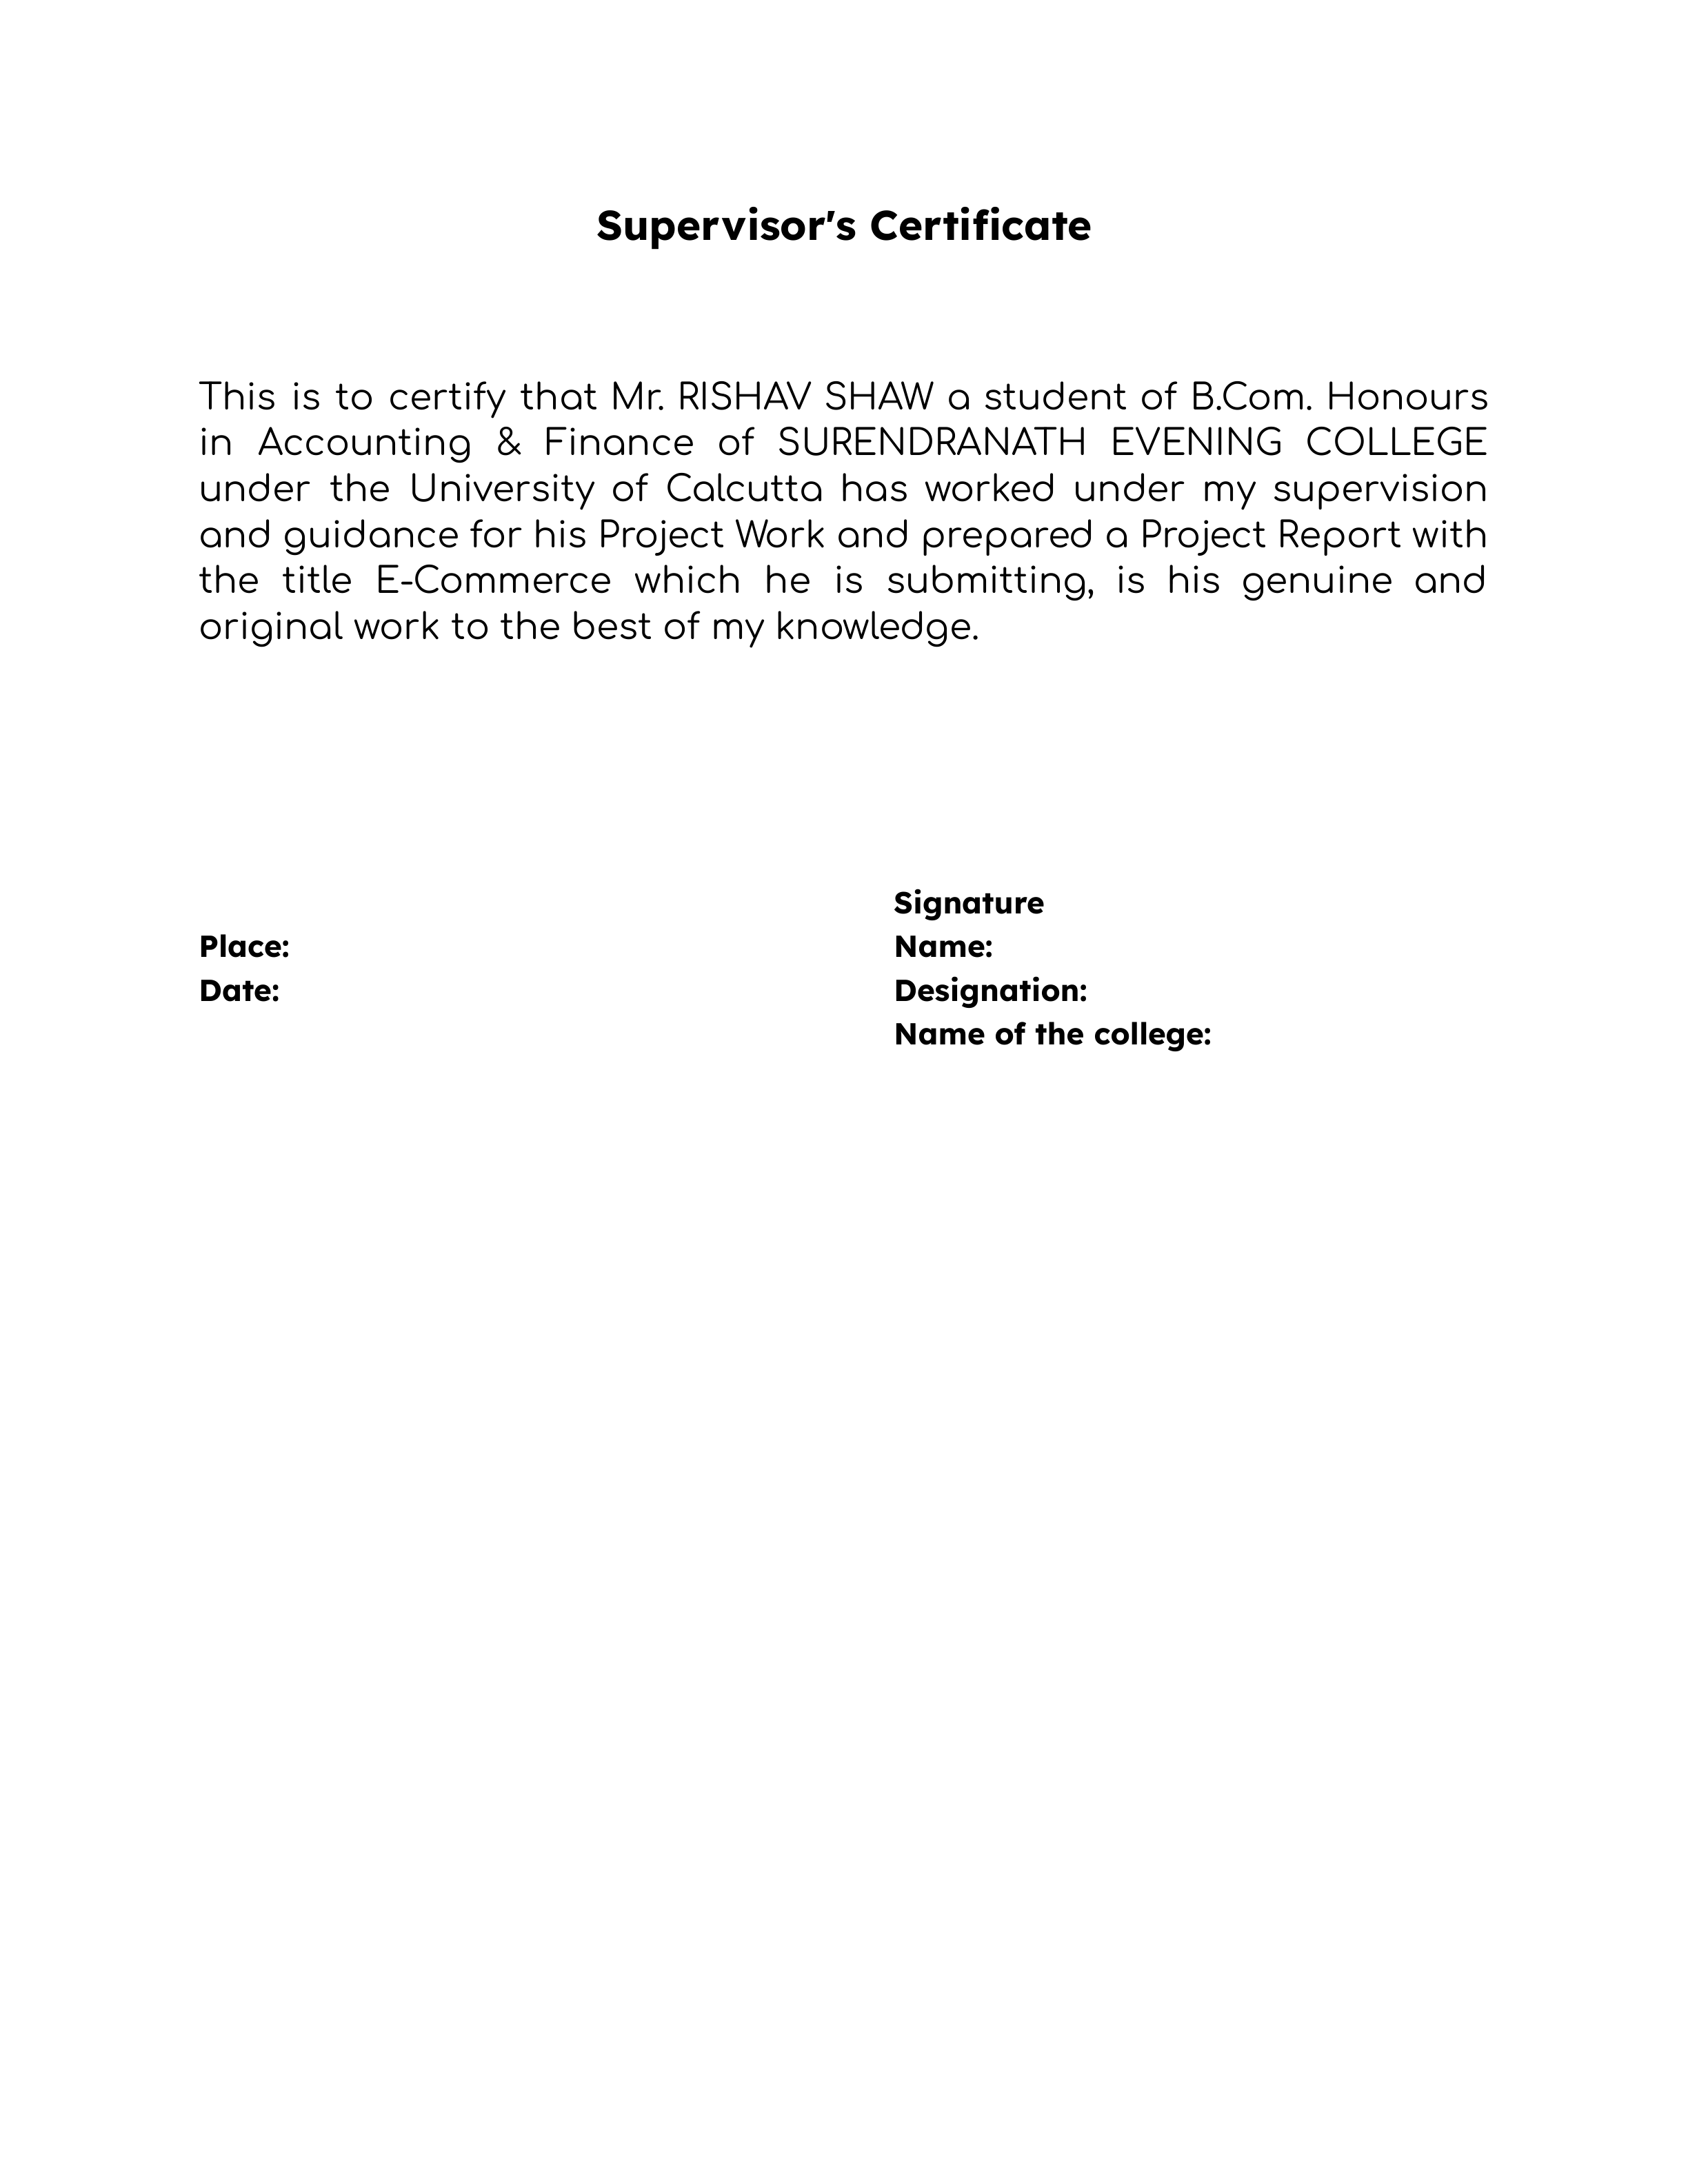 Supervisor's Certificate
This is to certify that Mr. RISHAV SHAW a student of B.Com. Honours
in Accounting & Finance of SURENDRANATH EVENING COLLEGE
under the University of Calcutta has worked under my supervision
and guidance for his Project Work and prepared a Project Report with
the title E-Commerce which he is submitting, is his genuine and
original work to the best of my knowledge.
Signature
Place: Name:
Date: Designation:
Name of the college: